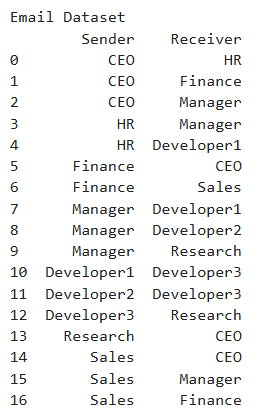 Email Dataset
Sender Receiver
0 CEO HR
1 CEO Finance
2 CEO Manager
3 HR Manager
4 HR Developer1
5 Finance CEO
6 Finance Sales
7 Manager Developer1
8 Manager Developer2
9 Manager Research
10 Developer1 Developer3
11 Developer2 Developer3
12 Developer3 Research
13 Research CEO
14 Sales CEO
15 Sales Manager
16 Sales Finance